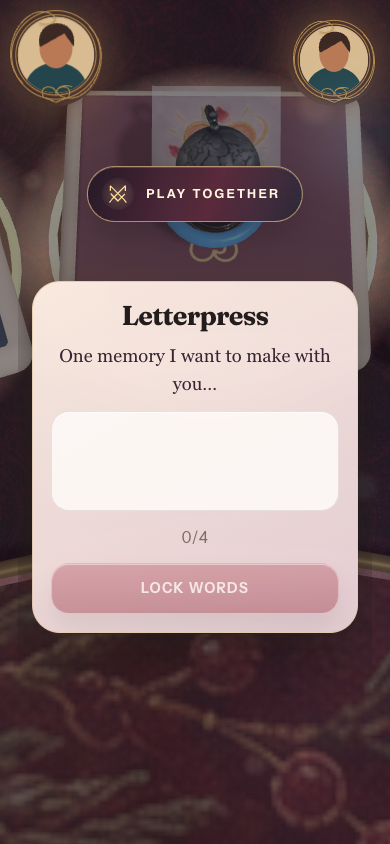 PLAY TOGETHER
Letterpress
One memory I want to make with
you...
0/4
LOCK WORDS